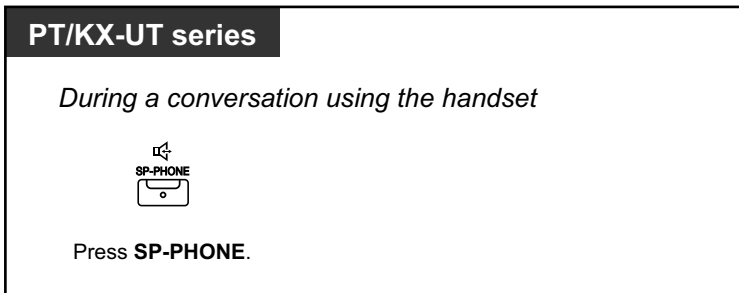 PT/KX-UT series
During a conversation using the handset
SP-PHONE
Press SP-PHONE.